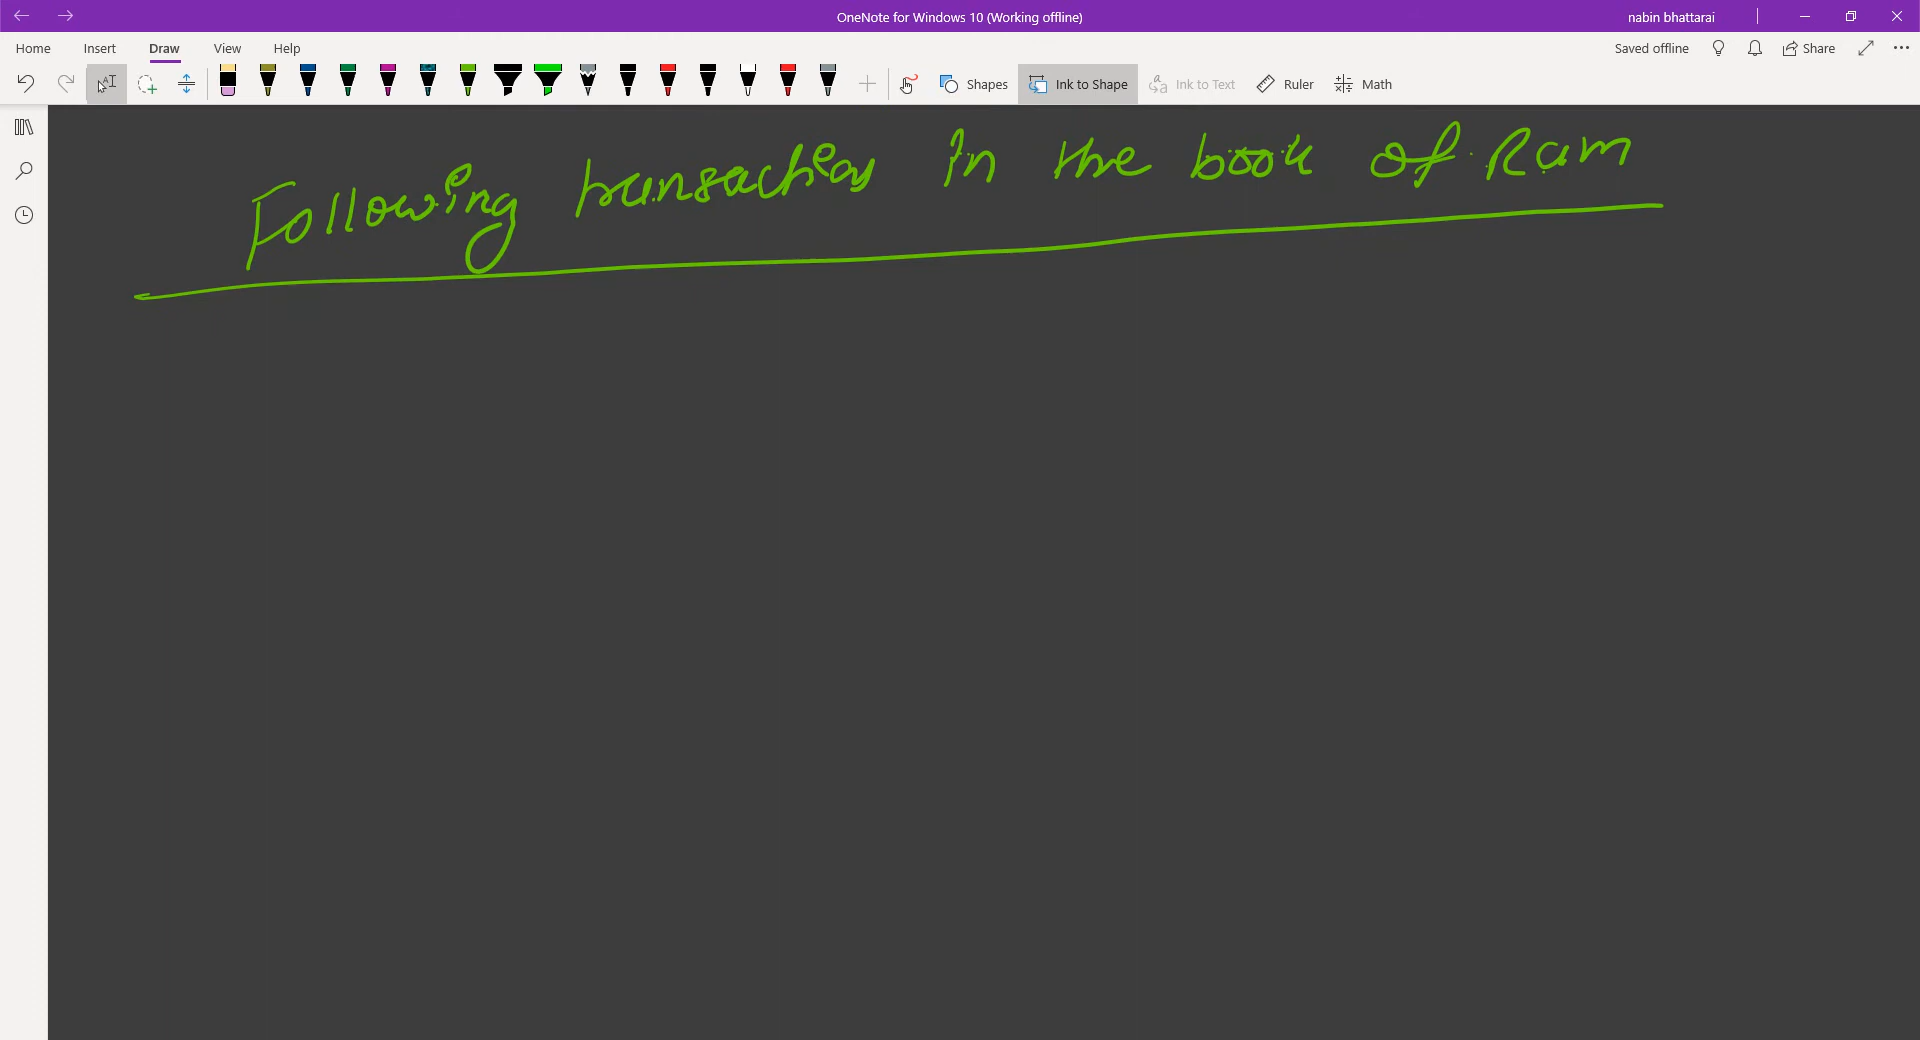 OneNote for Windows 10 (Working offline)
nabin bhattarai
Home Insert Draw View Help
Saved offline Share
Shapes Ink to Shape Ink to Text Ruler Math
Following transaction in the book of Ram